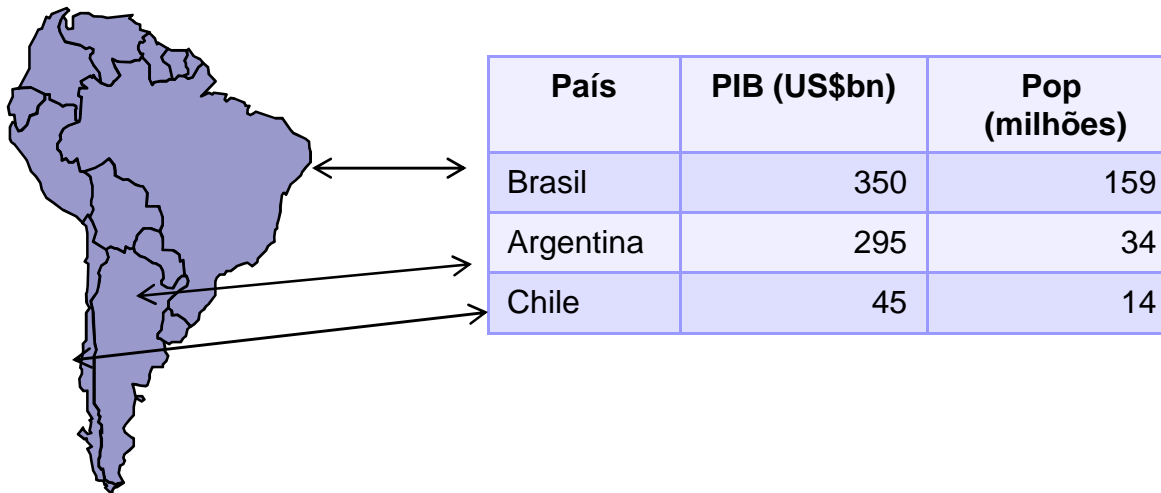 País PIB (US$bn) Pop
(milhões)
Brasil 350 159
Argentina 295 34
Chile 45 14